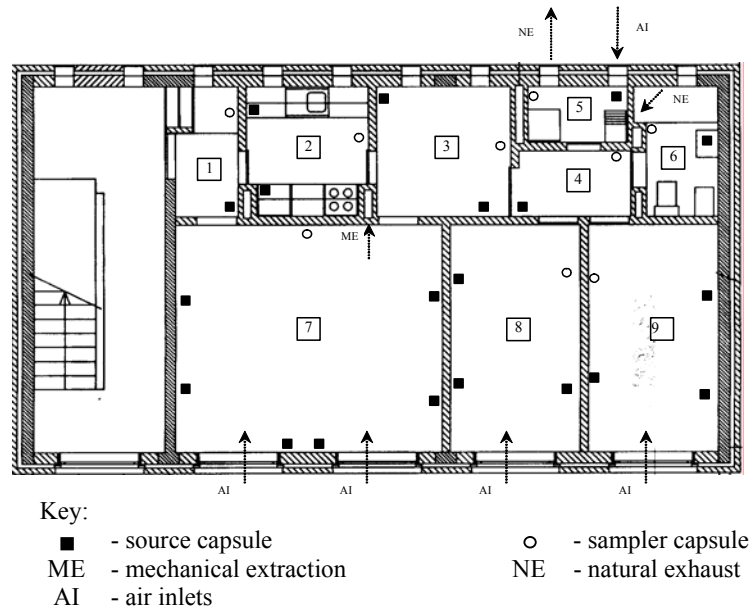 NE AI
5 NE
1 2 3 4 6
ME
7 8 9
AI AI AI AI
Key:
- source capsule - sampler capsule
ME - mechanical extraction NE - natural exhaust
AI - air inlets